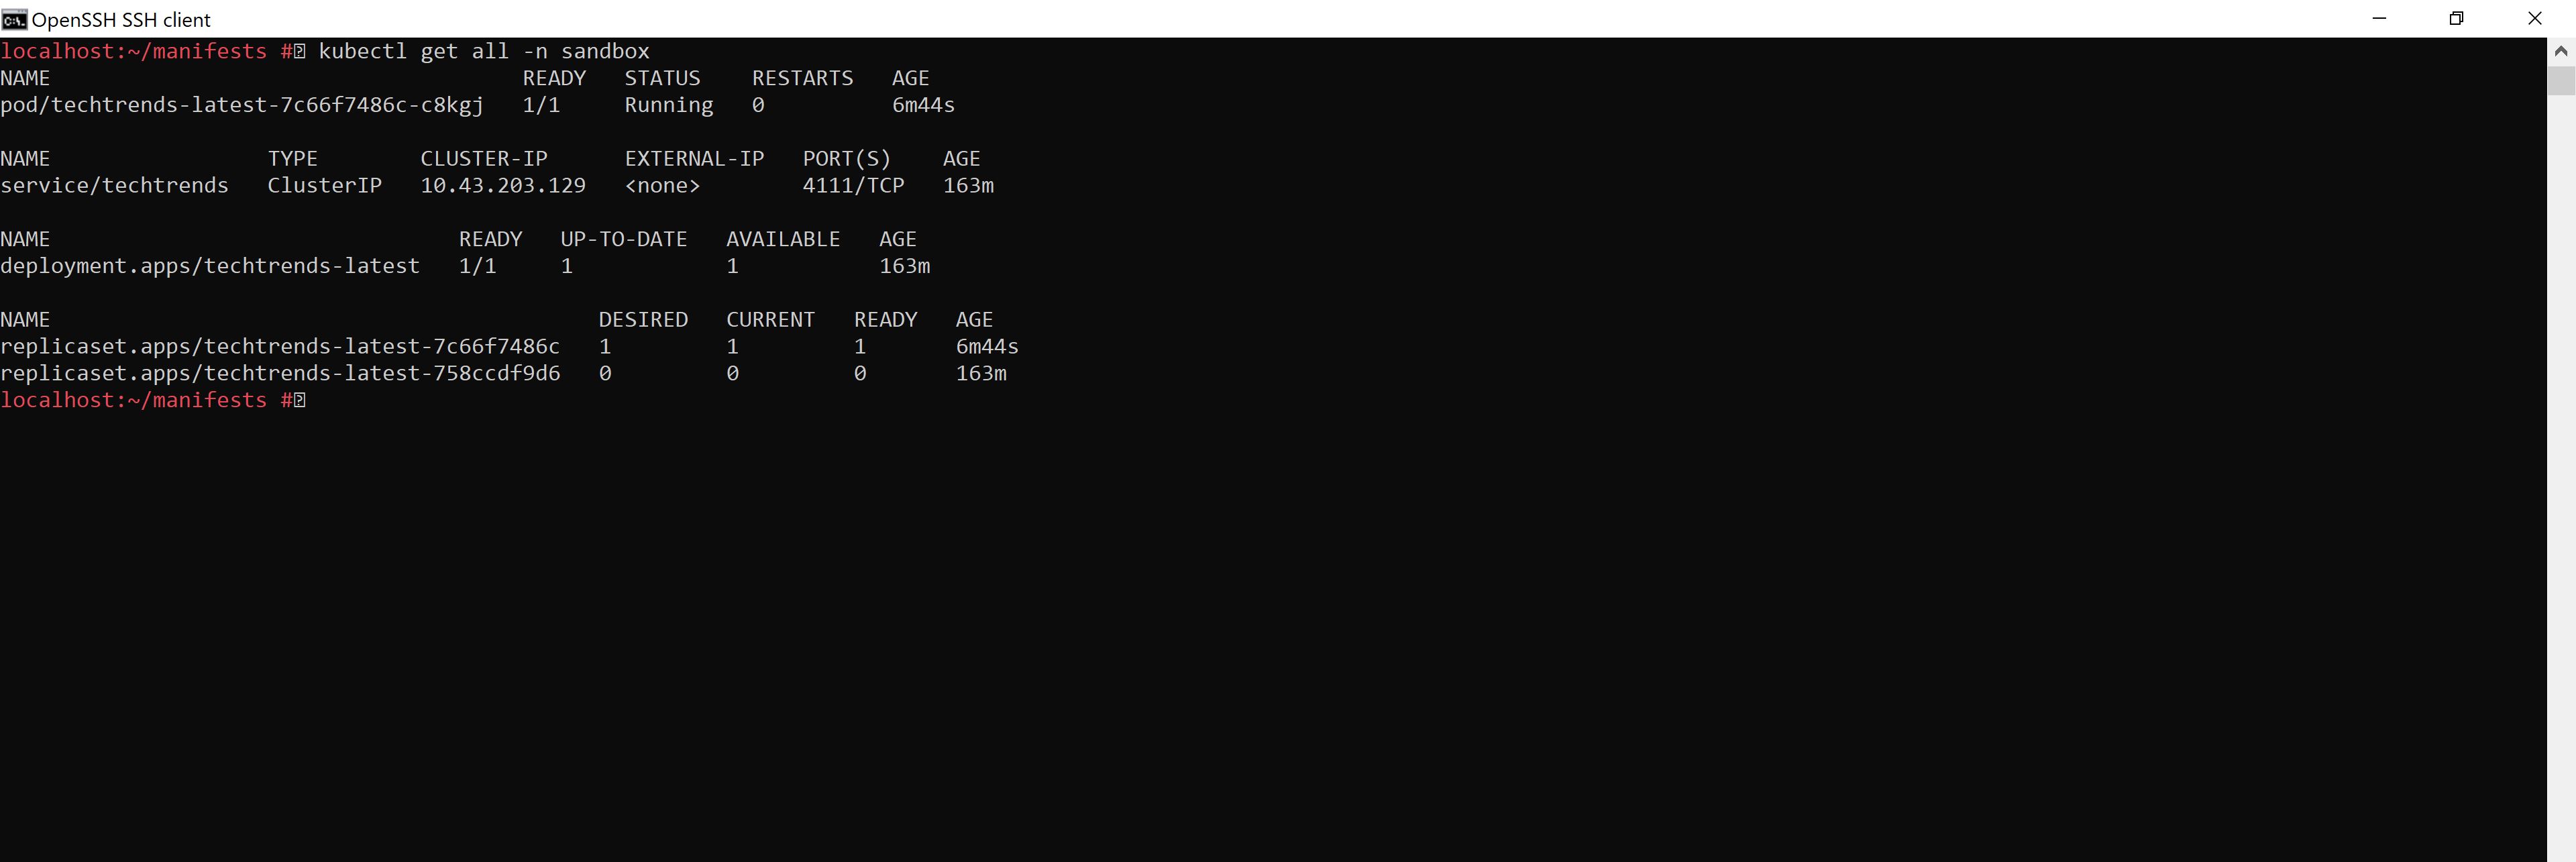 OpenSSH SSH client
localhost:~/manifests # kubectl get all -n sandbox
NAME                                     READY   STATUS    RESTARTS   AGE
pod/techtrends-latest-7c66f7486c-c8kgj   1/1     Running   0          6m44s

NAME                 TYPE        CLUSTER-IP      EXTERNAL-IP   PORT(S)    AGE
service/techtrends   ClusterIP   10.43.203.129   <none>        4111/TCP   163m

NAME                                READY   UP-TO-DATE   AVAILABLE   AGE
deployment.apps/techtrends-latest   1/1     1            1           163m

NAME                                           DESIRED   CURRENT   READY   AGE
replicaset.apps/techtrends-latest-7c66f7486c   1         1         1       6m44s
replicaset.apps/techtrends-latest-758ccdf9d6   0         0         0       163m
localhost:~/manifests #